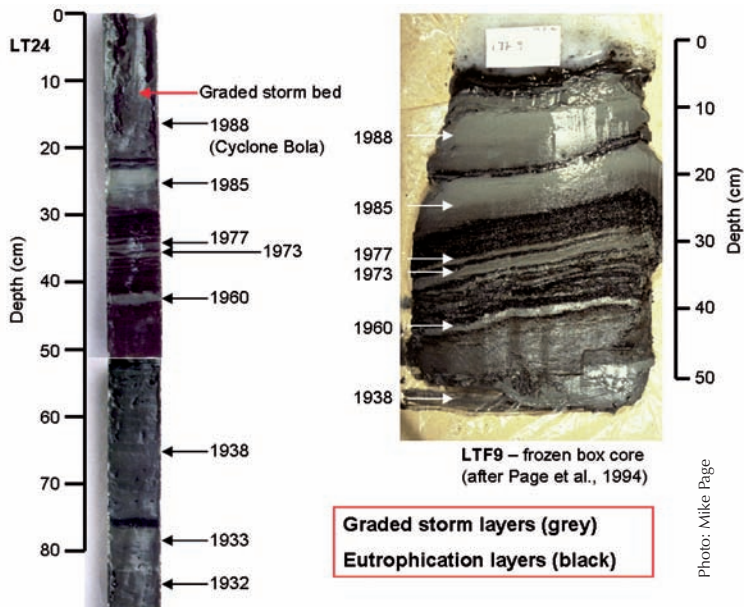 LT24
0
10
20
30
40
50
60
70
80
Depth (cm)
Graded storm bed
1988
(Cyclone Bola)
1985
1977
1973
1960
1938
1933
1932
1988
1985
1977
1973
1960
1938
0
10
20
30
40
50
Depth (cm)
LTF9 – frozen box core
(after Page et al., 1994)
Graded storm layers (grey)
Eutrophication layers (black)
Photo: Mike Page